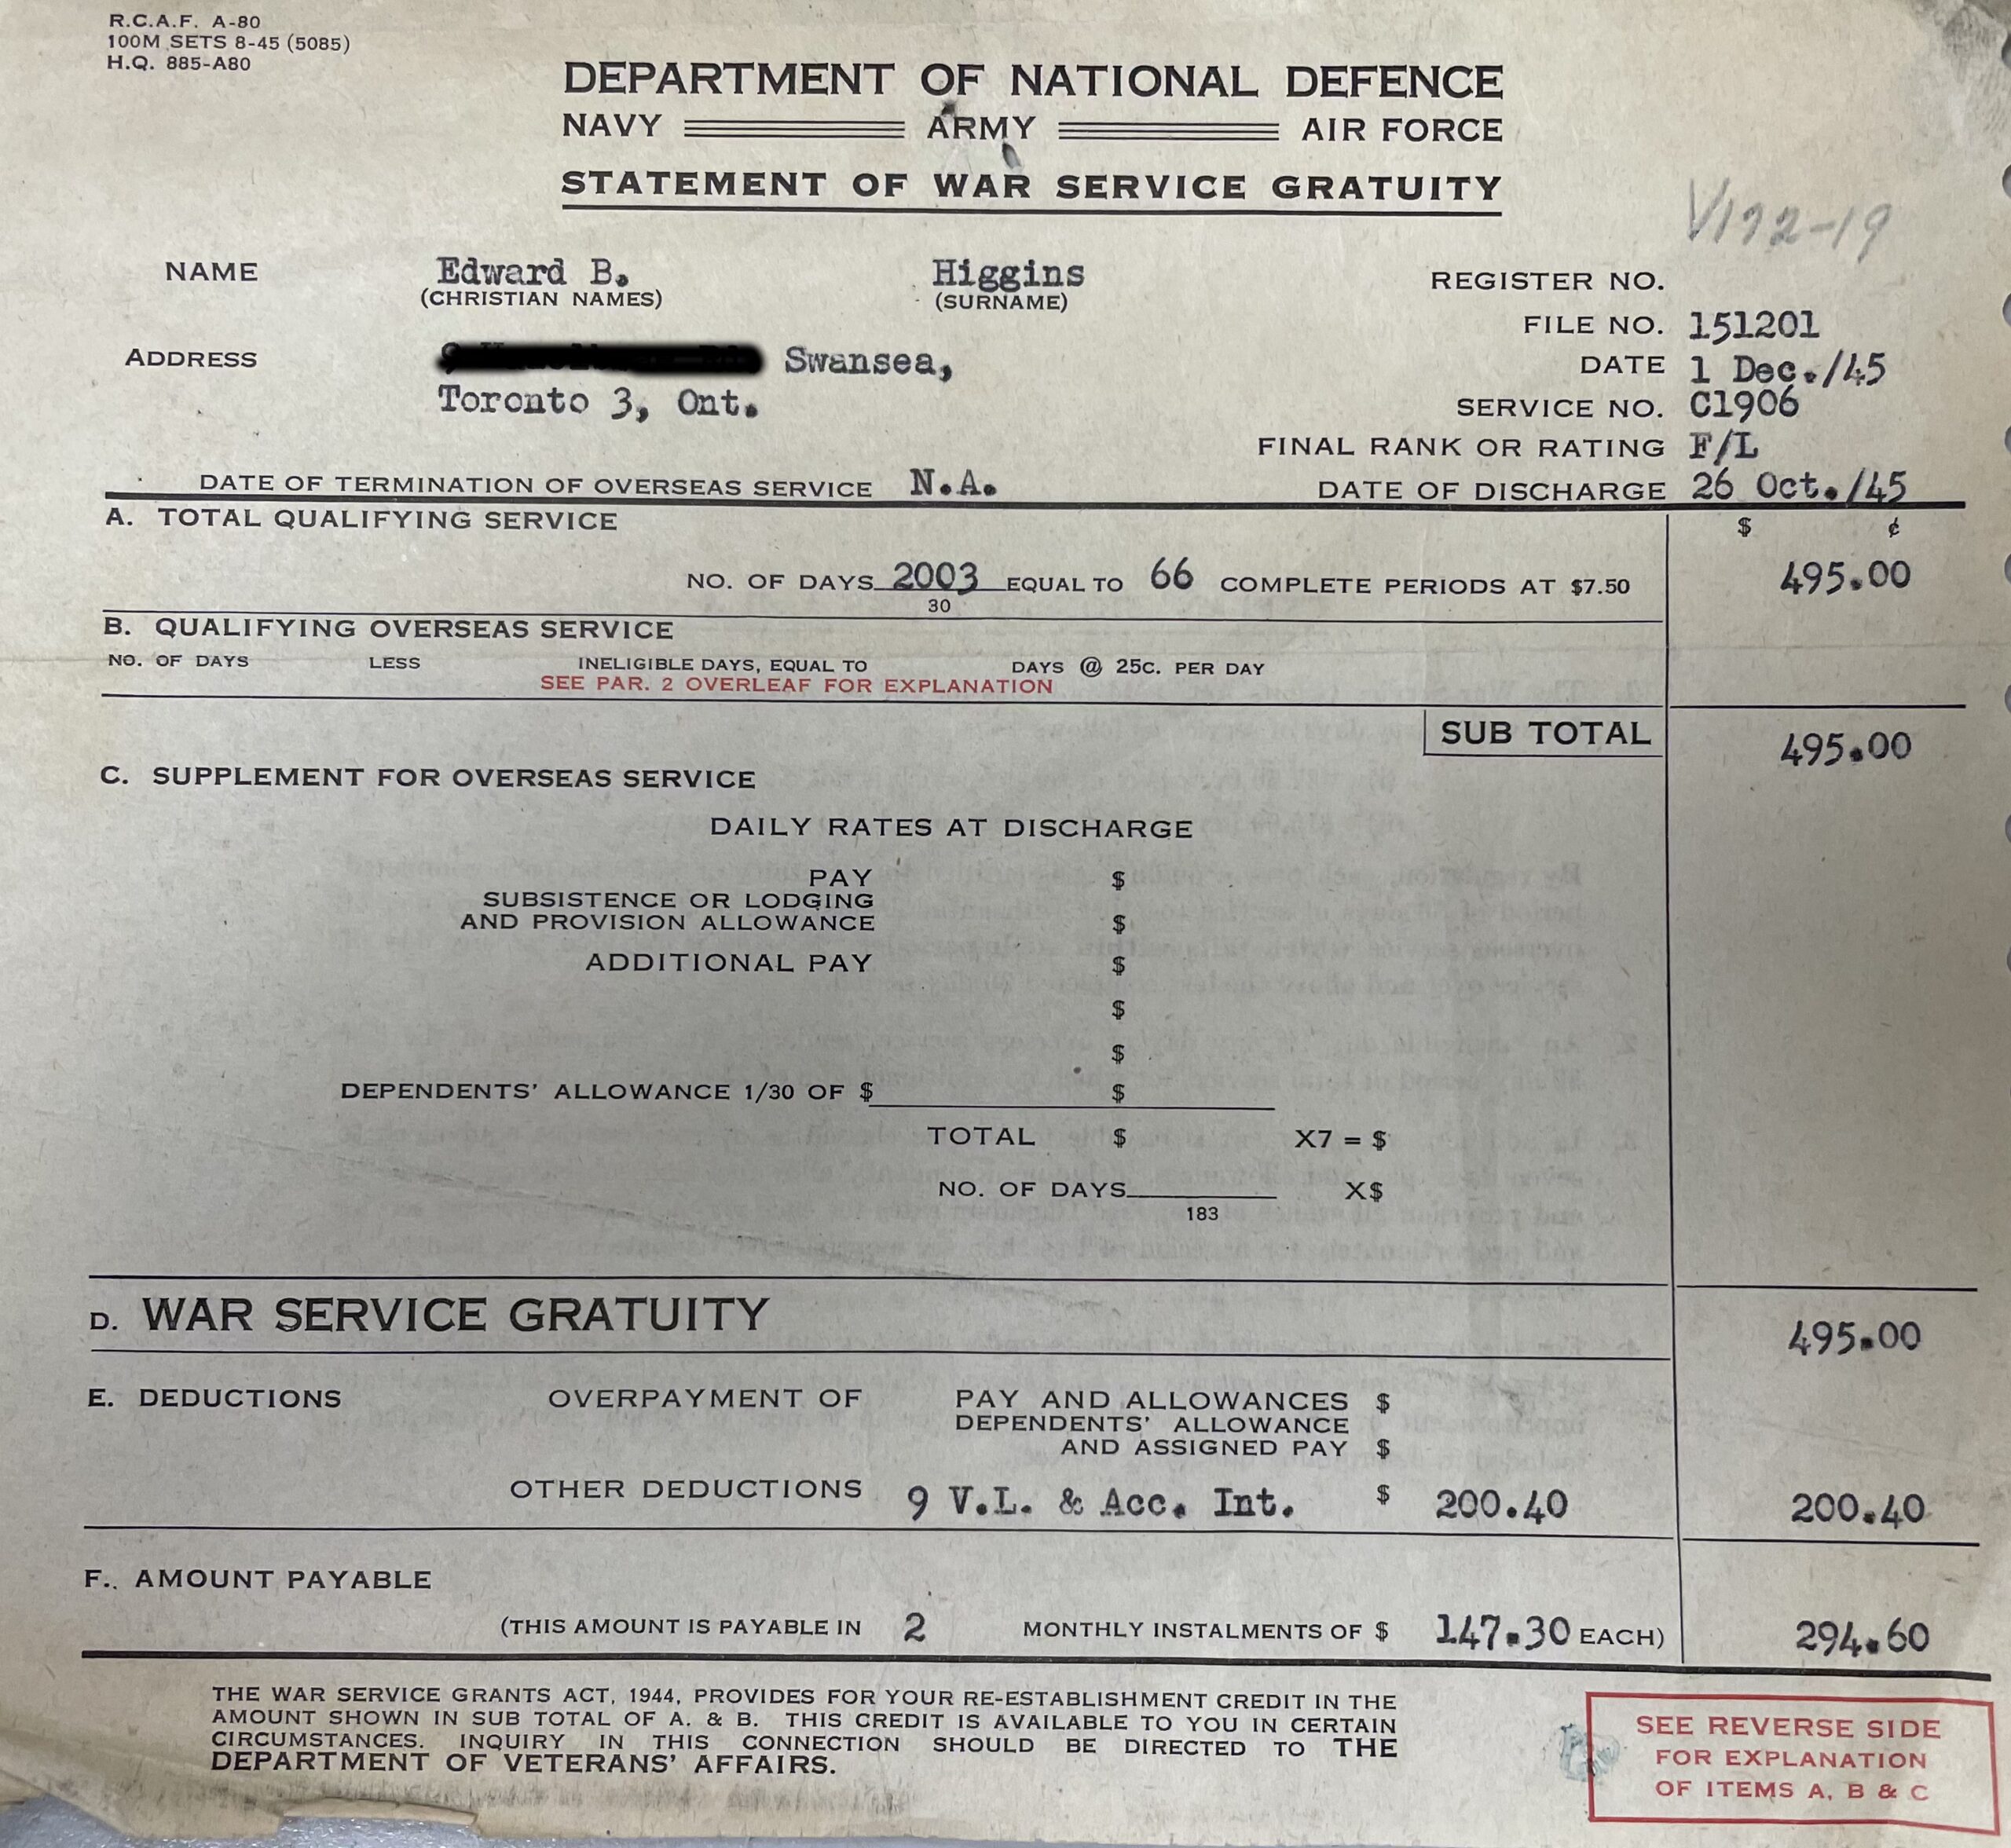 R.C.A.F. A-80
100M SETS 8-45 (5085)
H.Q. 885-A80
DEPARTMENT OF NATIONAL DEFENCE
NAVY ARMY AIR FORCE
STATEMENT OF WAR SERVICE GRATUITY
V172-19
NAME Edward B. Higgins REGISTER NO.
(CHRISTIAN NAMES) (SURNAME)
FILE NO. 151201
ADDRESS Swansea, DATE 1 Dec./45
Toronto 3, Ont. SERVICE NO. C1906
FINAL RANK OR RATING F/L
DATE OF TERMINATION OF OVERSEAS SERVICE N.A. DATE OF DISCHARGE 26 Oct./45
A. TOTAL QUALIFYING SERVICE $ ¢
NO. OF DAYS 2003 EQUAL TO 66 COMPLETE PERIODS AT $7.50 495.00
30
B. QUALIFYING OVERSEAS SERVICE
NO. OF DAYS LESS INELIGIBLE DAYS, EQUAL TO DAYS @ 25C. PER DAY
SEE PAR. 2 OVERLEAF FOR EXPLANATION
SUB TOTAL 495.00
C. SUPPLEMENT FOR OVERSEAS SERVICE
DAILY RATES AT DISCHARGE
PAY $
SUBSISTENCE OR LODGING
AND PROVISION ALLOWANCE $
ADDITIONAL PAY $
$
$
DEPENDENTS' ALLOWANCE 1/30 OF $ $
TOTAL $ X7 = $
NO. OF DAYS X$
183
D. WAR SERVICE GRATUITY 495.00
E. DEDUCTIONS OVERPAYMENT OF PAY AND ALLOWANCES $
DEPENDENTS' ALLOWANCE
AND ASSIGNED PAY $
OTHER DEDUCTIONS 9 V.L. & Acc. Int. $ 200.40 200.40
F.. AMOUNT PAYABLE
(THIS AMOUNT IS PAYABLE IN 2 MONTHLY INSTALMENTS OF $ 147.30 EACH) 294.60
THE WAR SERVICE GRANTS ACT, 1944, PROVIDES FOR YOUR RE-ESTABLISHMENT CREDIT IN THE
AMOUNT SHOWN IN SUB TOTAL OF A. & B. THIS CREDIT IS AVAILABLE TO YOU IN CERTAIN
CIRCUMSTANCES. INQUIRY IN THIS CONNECTION SHOULD BE DIRECTED TO THE
DEPARTMENT OF VETERANS' AFFAIRS.
SEE REVERSE SIDE
FOR EXPLANATION
OF ITEMS A, B & C